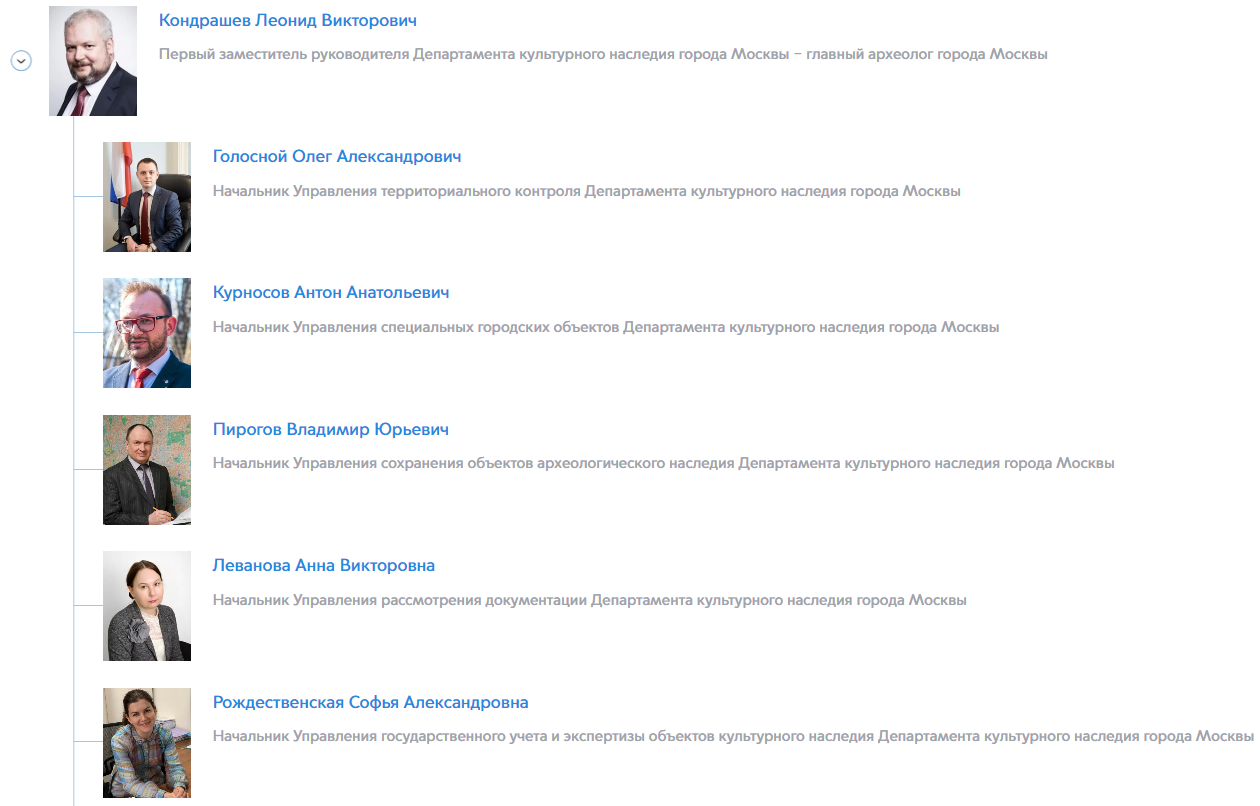 Кондрашев Леонид Викторович
Первый заместитель руководителя Департамента культурного наследия города Москвы – главный археолог города Москвы
Голосной Олег Александрович
Начальник Управления территориального контроля Департамента культурного наследия города Москвы
Курносов Антон Анатольевич
Начальник Управления специальных городских объектов Департамента культурного наследия города Москвы
Пирогов Владимир Юрьевич
Начальник Управления сохранения объектов археологического наследия Департамента культурного наследия города Москвы
Леванова Анна Викторовна
Начальник Управления рассмотрения документации Департамента культурного наследия города Москвы
Рождественская Софья Александровна
Начальник Управления государственного учета и экспертизы объектов культурного наследия Департамента культурного наследия города Москвы